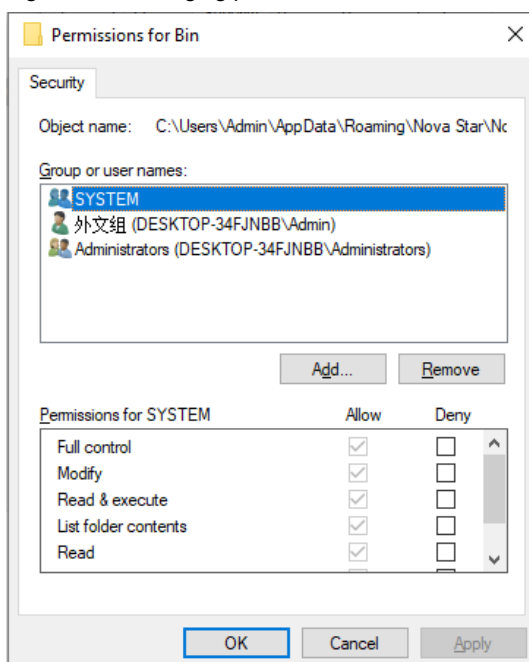 Permissions for Bin
Security
Object name: C:\Users\Admin\AppData\Roaming\Nova Star\Nc
Group or user names:
SYSTEM
外文组 (DESKTOP-34FJNBB\Admin)
Administrators (DESKTOP-34FJNBB\Administrators)
Add...
Remove
Permissions for SYSTEM Allow Deny
Full control
Modify
Read & execute
List folder contents
Read
OK
Cancel
Apply